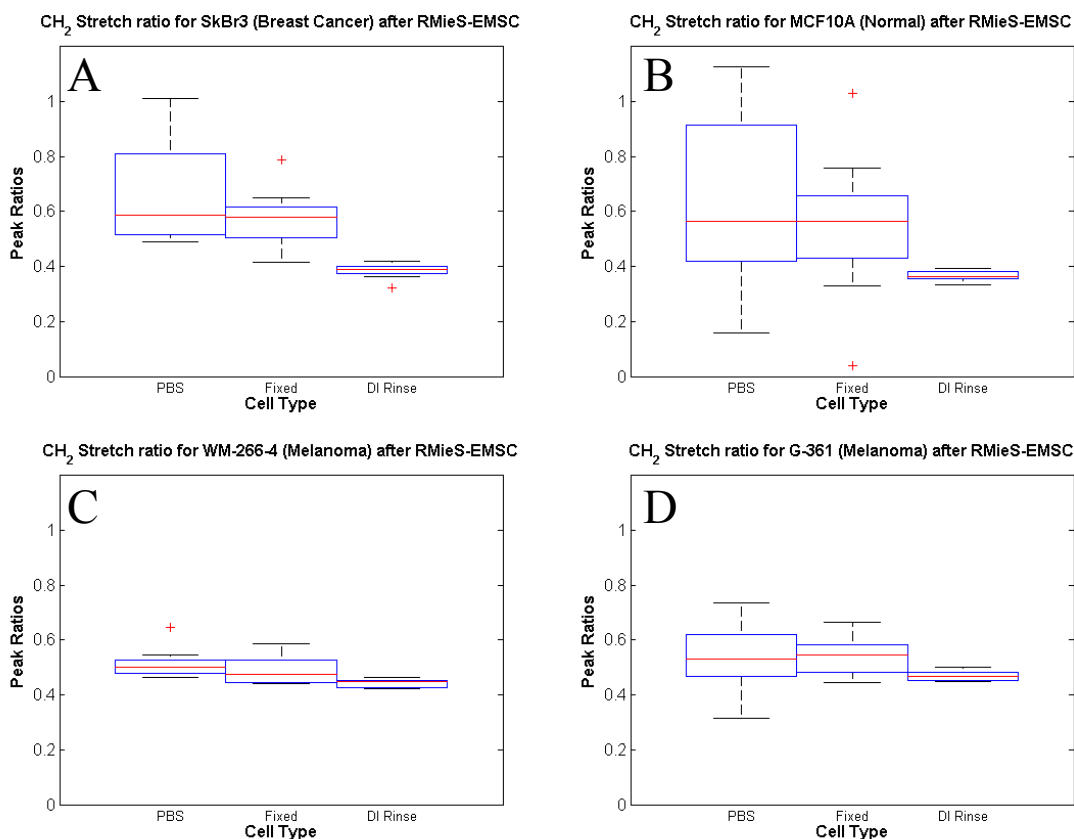 CH2 Stretch ratio for SkBr3 (Breast Cancer) after RMieS-EMSC
A
Peak Ratios
1
0.8
0.6
0.4
0.2
0
PBS Fixed DI Rinse
Cell Type
CH2 Stretch ratio for MCF10A (Normal) after RMieS-EMSC
B
Peak Ratios
1
0.8
0.6
0.4
0.2
0
PBS Fixed DI Rinse
Cell Type
CH2 Stretch ratio for WM-266-4 (Melanoma) after RMieS-EMSC
C
Peak Ratios
1
0.8
0.6
0.4
0.2
0
PBS Fixed DI Rinse
Cell Type
CH2 Stretch ratio for G-361 (Melanoma) after RMieS-EMSC
D
Peak Ratios
1
0.8
0.6
0.4
0.2
0
PBS Fixed DI Rinse
Cell Type